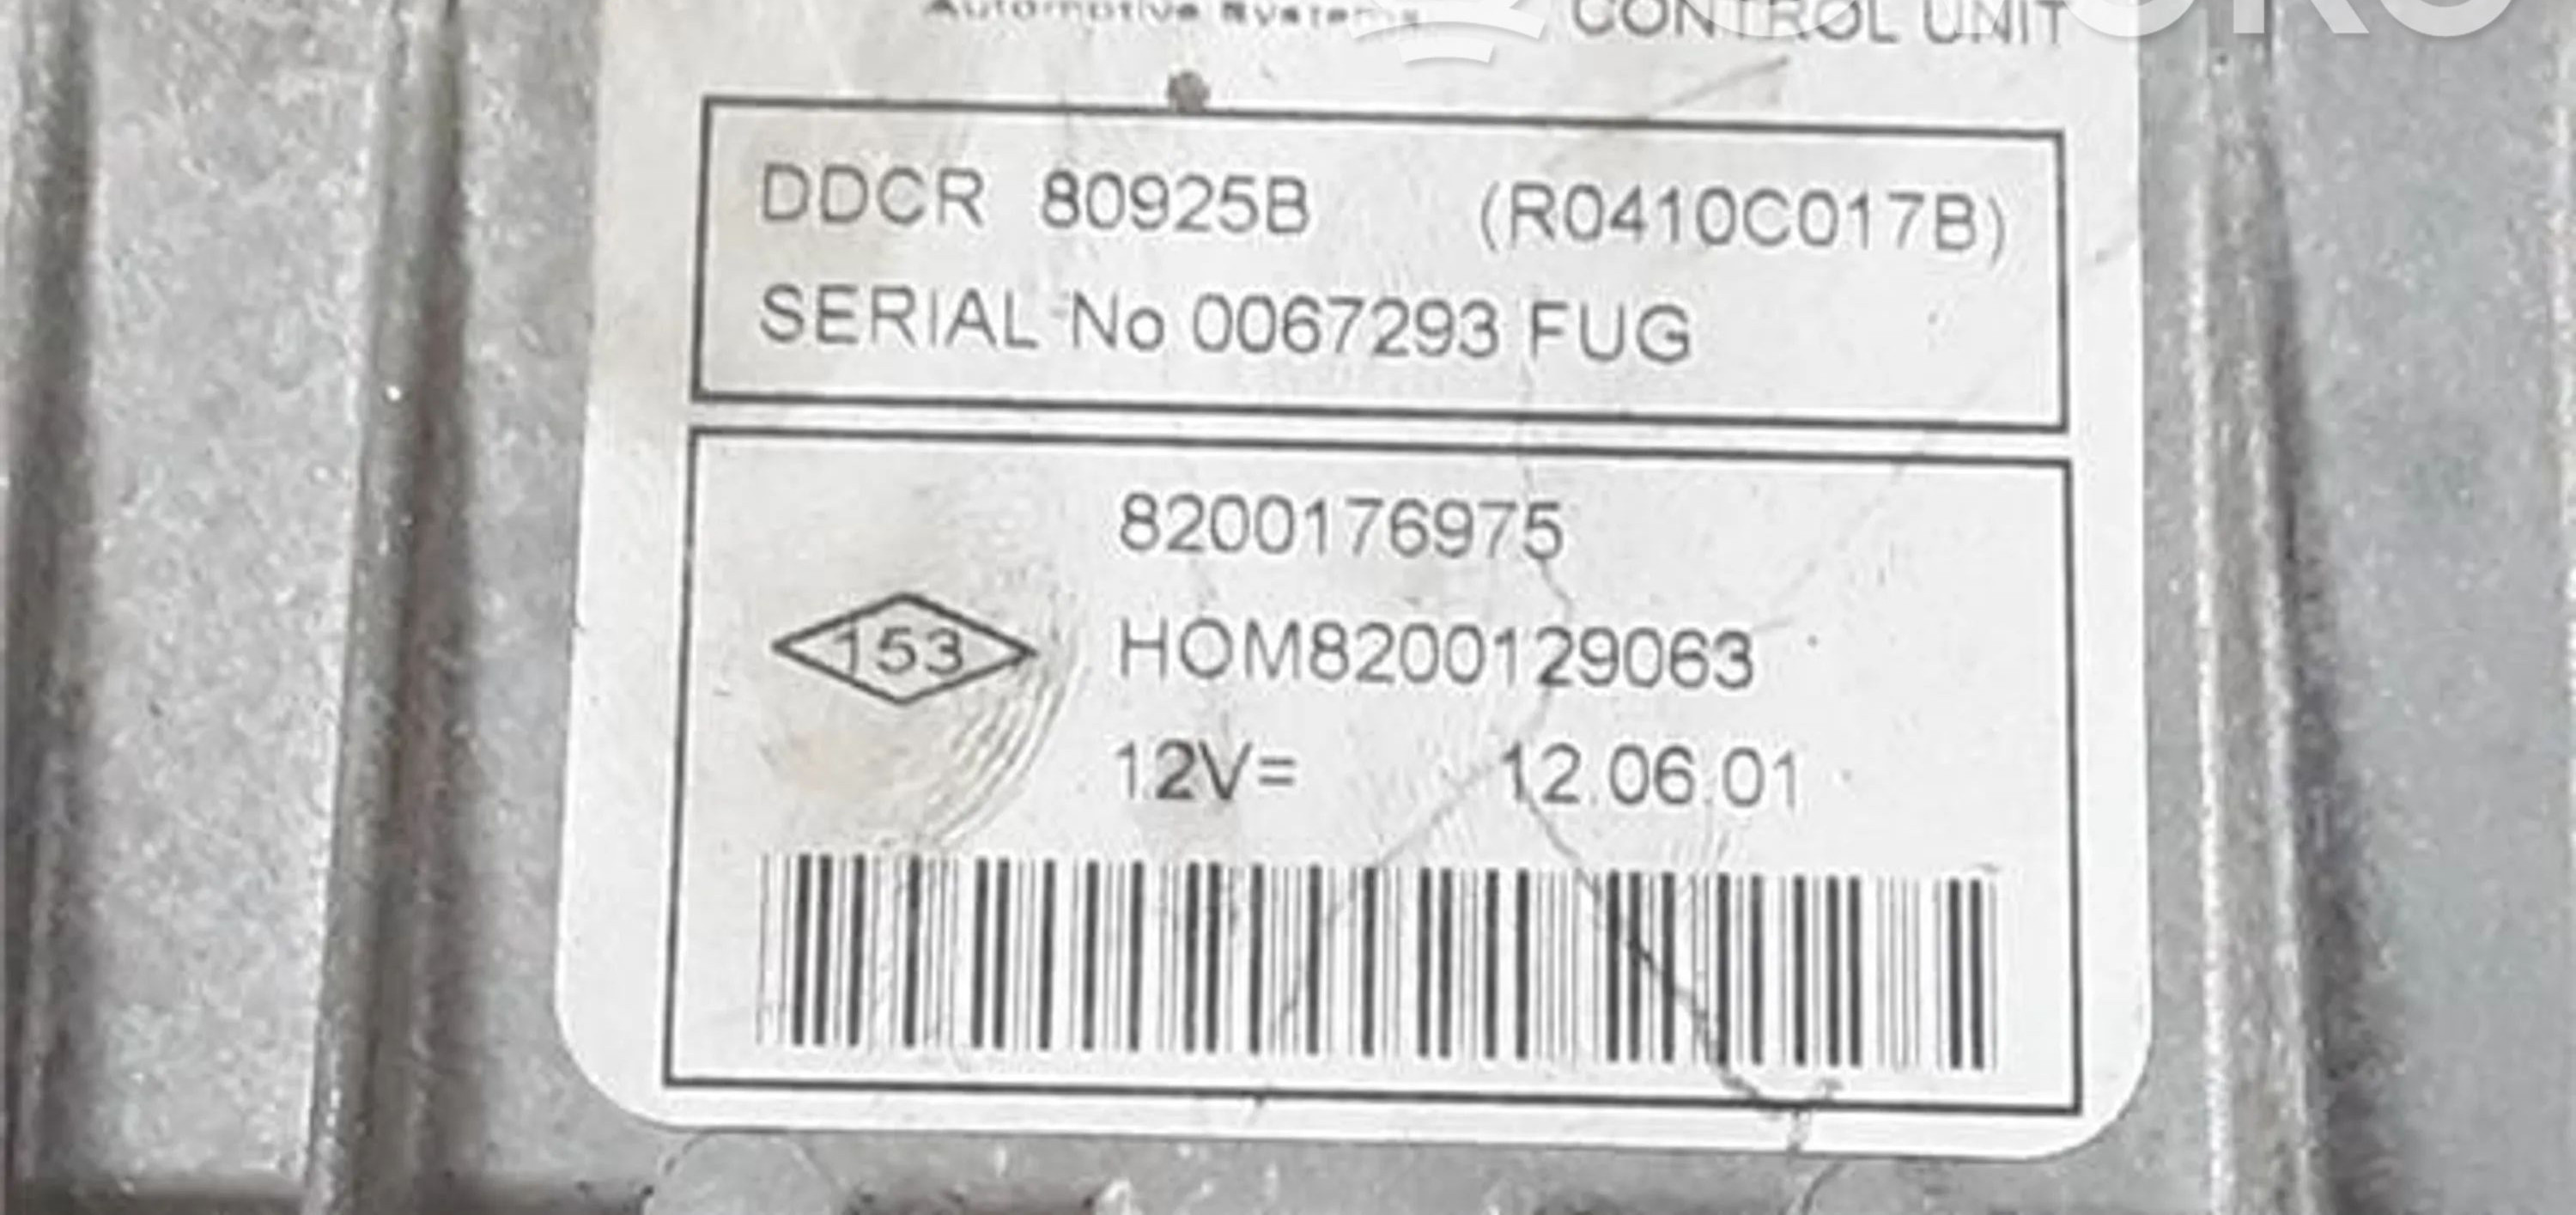 Automotive Systems CONTROL UNIT
DDCR 80925B (R0410C017B)
SERIAL No 0067293 FUG
8200176975
153 HOM8200129063
12V= 12.06.01